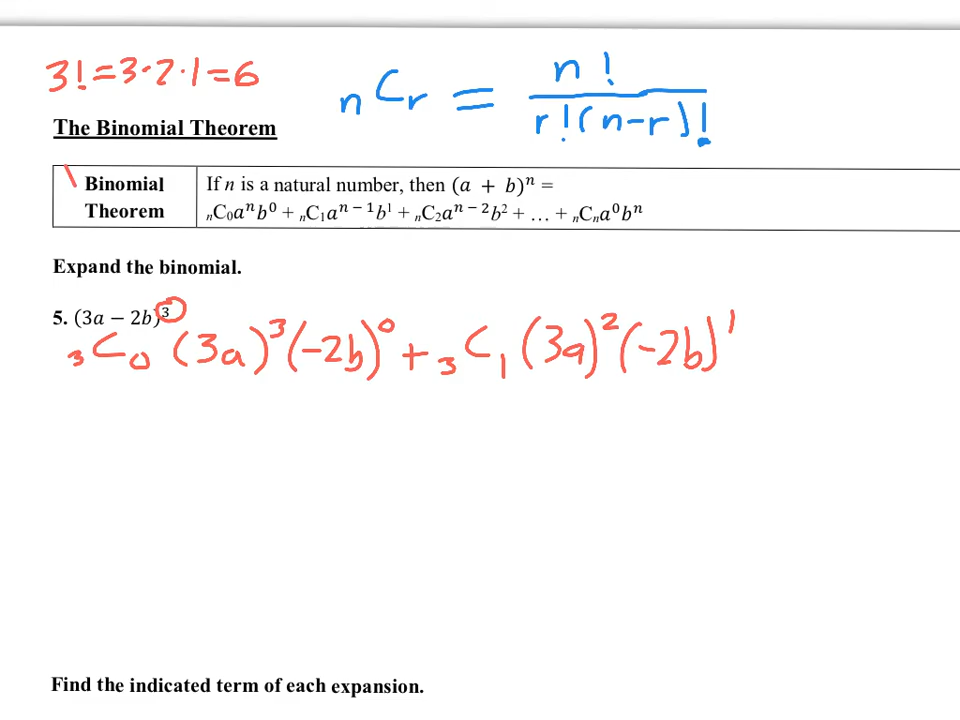 3! = 3·2·1 = 6
nCr = n! / r!(n-r)!
The Binomial Theorem
Binomial Theorem
If n is a natural number, then (a + b)ⁿ =
ₙC₀aⁿb⁰ + ₙC₁aⁿ⁻¹b¹ + ₙC₂aⁿ⁻²b² + … + ₙCₙa⁰bⁿ
Expand the binomial.
5. (3a − 2b)³
₃C₀ (3a)³(-2b)⁰ + ₃C₁ (3a)²(-2b)¹
Find the indicated term of each expansion.